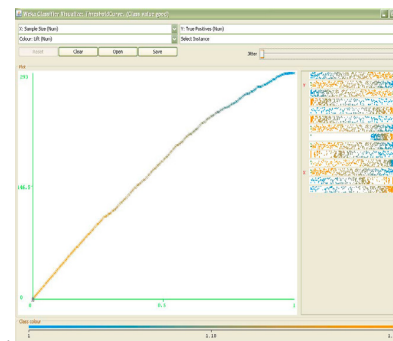 Weka Classifier Visualize: ThresholdCurve. (Class value good)
X: Sample Size (Num) Y: True Positives (Num)
Colour: Lift (Num) Select Instance
Reset Clear Open Save Jitter
Plot
293
146.5
0
0 0.5 1
Class colour
1 1.18